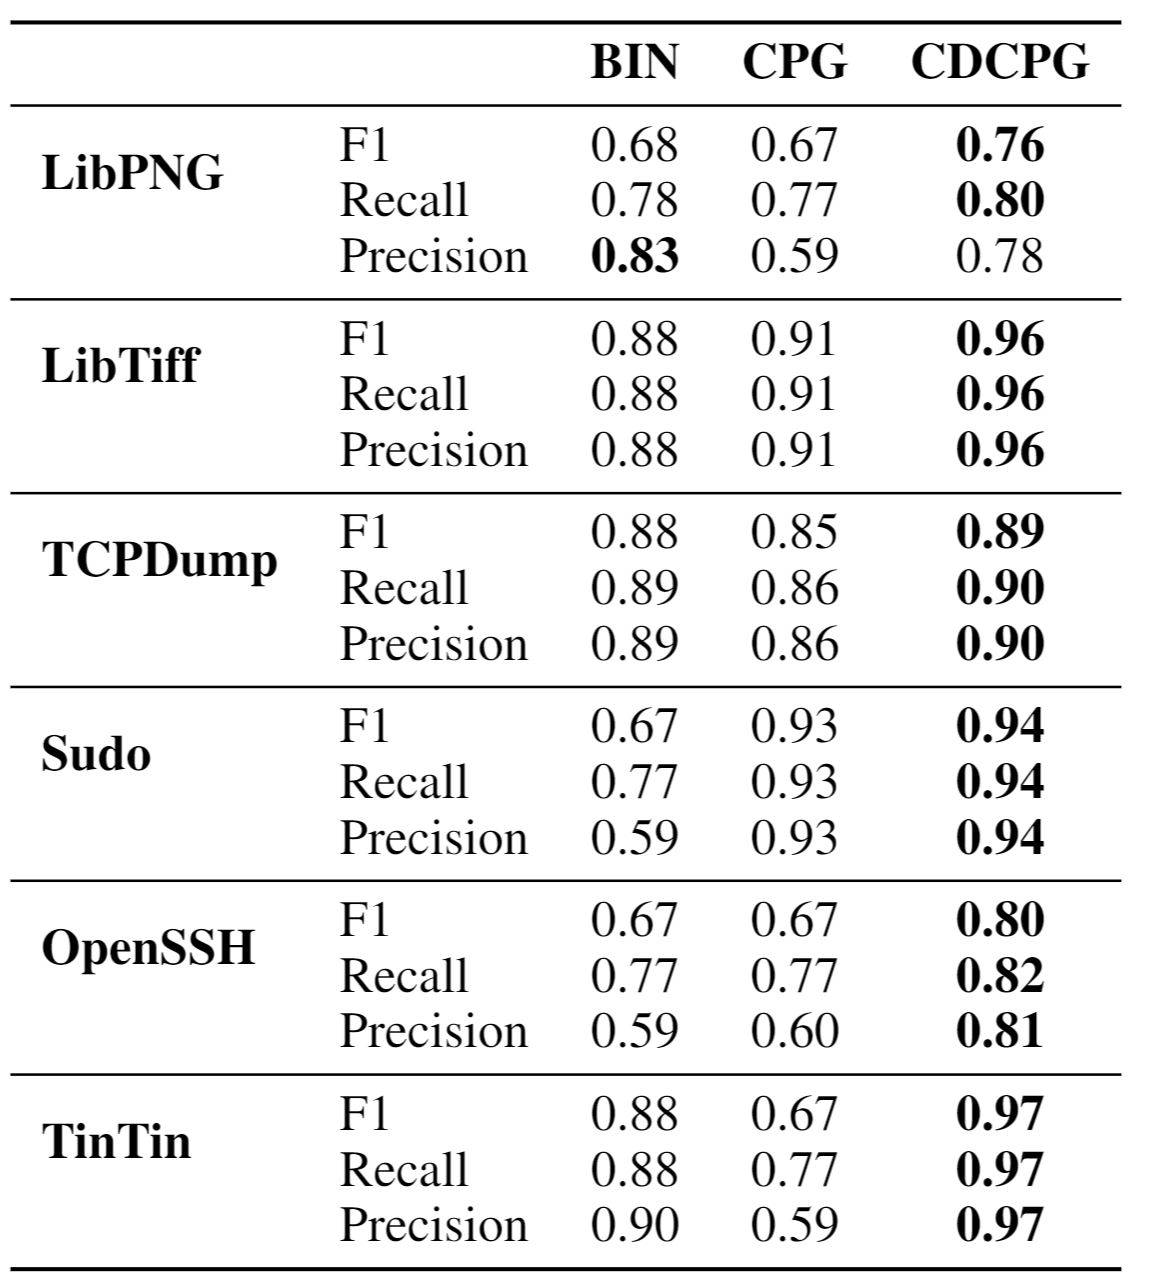 BIN CPG CDCPG
LibPNG
F1 0.68 0.67 0.76
Recall 0.78 0.77 0.80
Precision 0.83 0.59 0.78
LibTiff
F1 0.88 0.91 0.96
Recall 0.88 0.91 0.96
Precision 0.88 0.91 0.96
TCPDump
F1 0.88 0.85 0.89
Recall 0.89 0.86 0.90
Precision 0.89 0.86 0.90
Sudo
F1 0.67 0.93 0.94
Recall 0.77 0.93 0.94
Precision 0.59 0.93 0.94
OpenSSH
F1 0.67 0.67 0.80
Recall 0.77 0.77 0.82
Precision 0.59 0.60 0.81
TinTin
F1 0.88 0.67 0.97
Recall 0.88 0.77 0.97
Precision 0.90 0.59 0.97